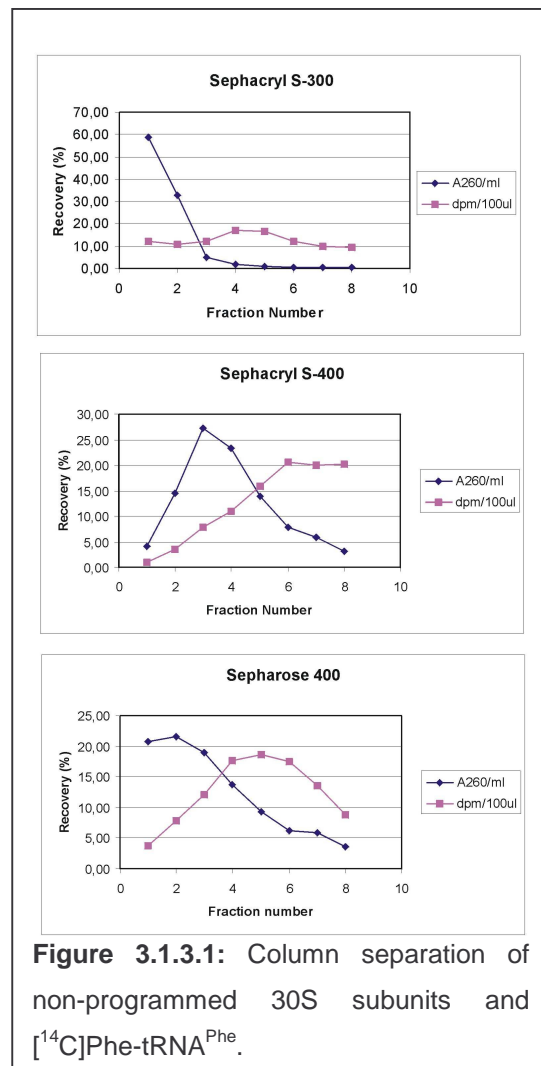 Sephacryl S-300
70,00
60,00
50,00
40,00
30,00
20,00
10,00
0,00
Recovery (%)
0 2 4 6 8 10
Fraction Number
A260/ml
dpm/100ul
Sephacryl S-400
30,00
25,00
20,00
15,00
10,00
5,00
0,00
Recovery (%)
0 2 4 6 8 10
Fraction Number
A260/ml
dpm/100ul
Sepharose 400
25,00
20,00
15,00
10,00
5,00
0,00
Recovery (%)
0 2 4 6 8 10
Fraction number
A260/ml
dpm/100ul
Figure 3.1.3.1: Column separation of
non-programmed 30S subunits and
[¹⁴C]Phe-tRNAᴾʰᵉ.